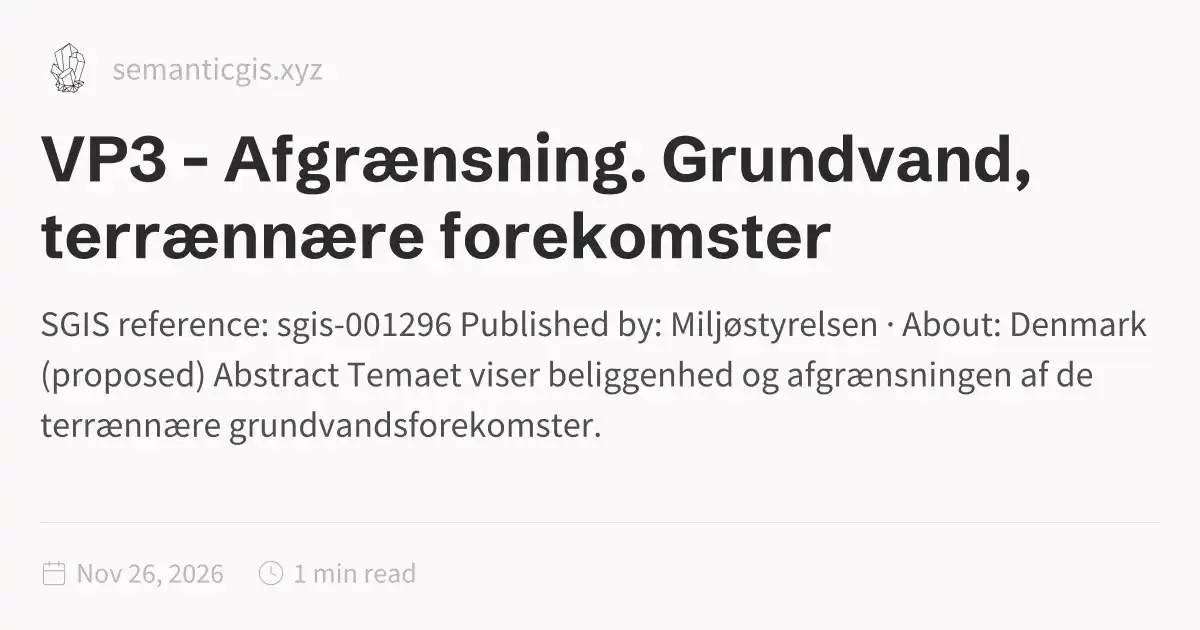 semanticgis.xyz
VP3 - Afgrænsning. Grundvand,
terrænnære forekomster
SGIS reference: sgis-001296 Published by: Miljøstyrelsen · About: Denmark
(proposed) Abstract Temaet viser beliggenhed og afgrænsningen af de
terrænnære grundvandsforekomster.
Nov 26, 2026 1 min read